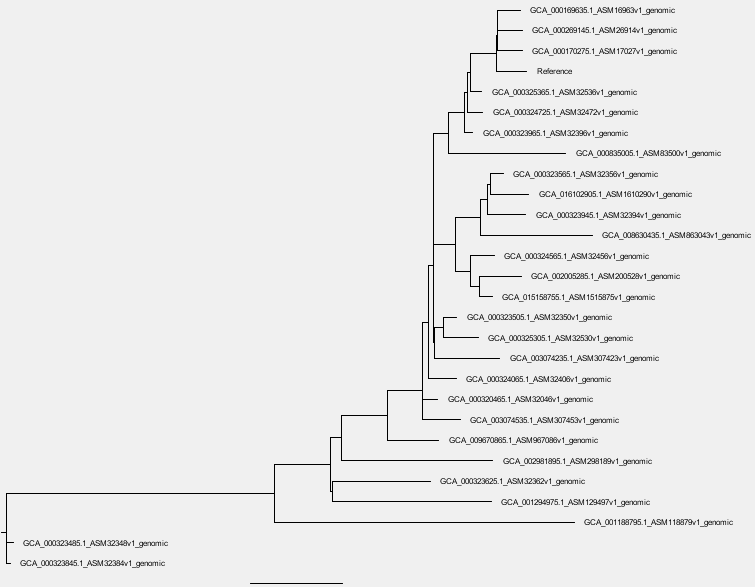 GCA_000169635.1_ASM16963v1_genomic
GCA_000269145.1_ASM26914v1_genomic
GCA_000170275.1_ASM17027v1_genomic
Reference
GCA_000325365.1_ASM32536v1_genomic
GCA_000324725.1_ASM32472v1_genomic
GCA_000323965.1_ASM32396v1_genomic
GCA_000835005.1_ASM83500v1_genomic
GCA_000323565.1_ASM32356v1_genomic
GCA_016102905.1_ASM1610290v1_genomic
GCA_000323945.1_ASM32394v1_genomic
GCA_008630435.1_ASM863043v1_genomic
GCA_000324565.1_ASM32456v1_genomic
GCA_002005285.1_ASM200528v1_genomic
GCA_015158755.1_ASM1515875v1_genomic
GCA_000323505.1_ASM32350v1_genomic
GCA_000325305.1_ASM32530v1_genomic
GCA_003074235.1_ASM307423v1_genomic
GCA_000324065.1_ASM32406v1_genomic
GCA_000320465.1_ASM32046v1_genomic
GCA_003074535.1_ASM307453v1_genomic
GCA_009670865.1_ASM967086v1_genomic
GCA_002981895.1_ASM298189v1_genomic
GCA_000323625.1_ASM32362v1_genomic
GCA_001294975.1_ASM129497v1_genomic
GCA_001188795.1_ASM118879v1_genomic
GCA_000323485.1_ASM32348v1_genomic
GCA_000323845.1_ASM32384v1_genomic